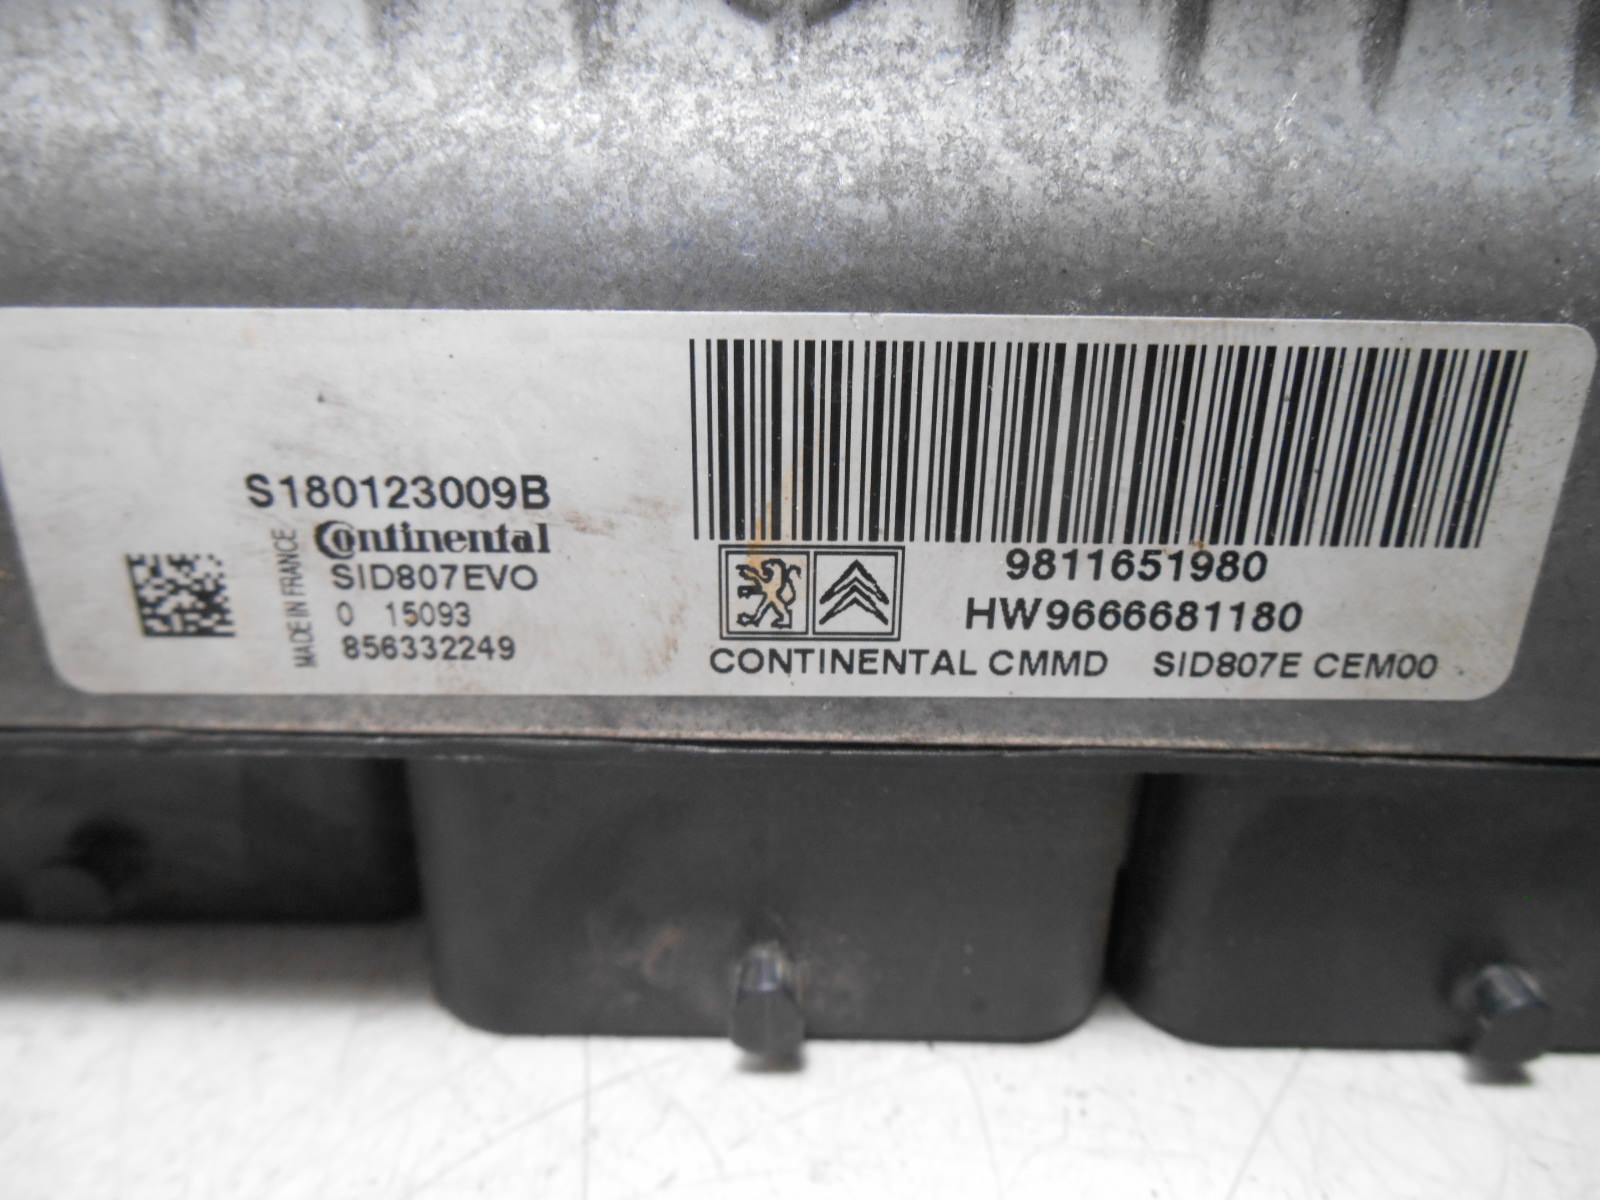 S180123009B
Continental
SID807EVO
0 15093
856332249
MADE IN FRANCE
9811651980
HW9666681180
CONTINENTAL CMMD SID807E CEM00